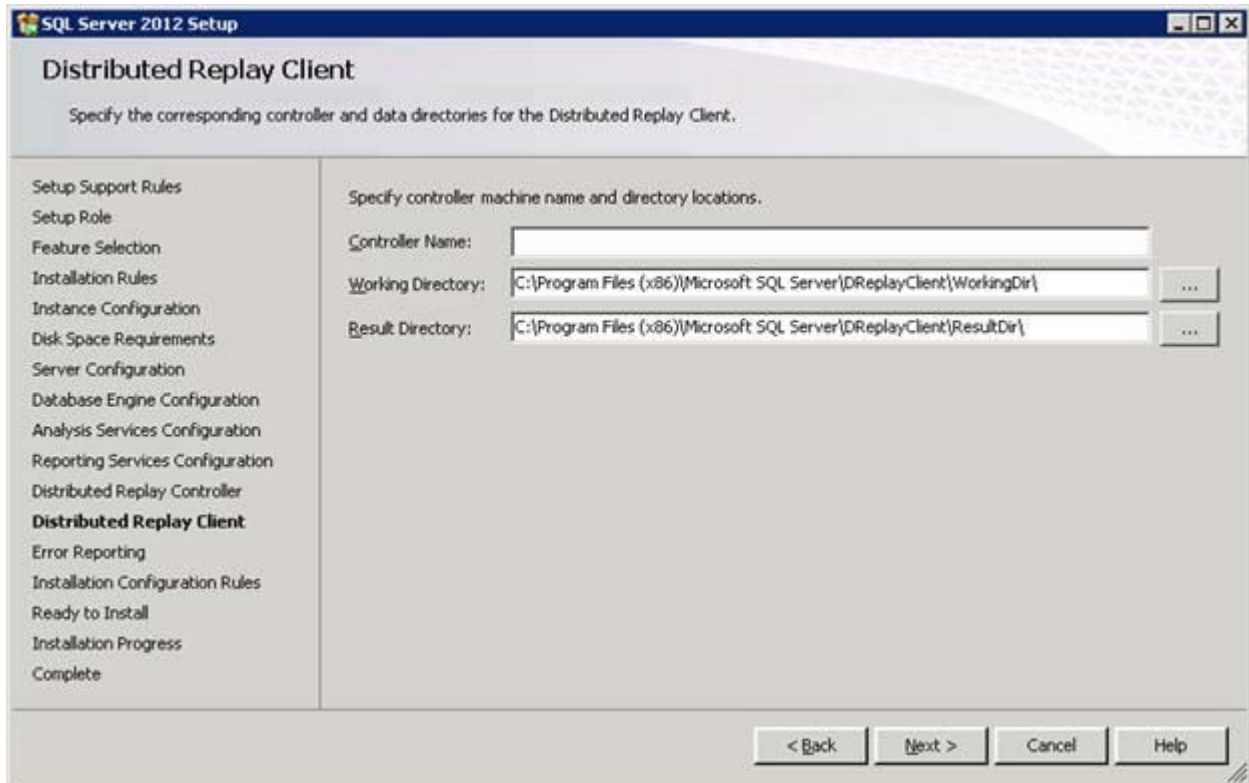 SQL Server 2012 Setup
Distributed Replay Client
Specify the corresponding controller and data directories for the Distributed Replay Client.
Setup Support Rules
Setup Role
Feature Selection
Installation Rules
Instance Configuration
Disk Space Requirements
Server Configuration
Database Engine Configuration
Analysis Services Configuration
Reporting Services Configuration
Distributed Replay Controller
Distributed Replay Client
Error Reporting
Installation Configuration Rules
Ready to Install
Installation Progress
Complete
Specify controller machine name and directory locations.
Controller Name:
Working Directory: C:\Program Files (x86)\Microsoft SQL Server\DReplayClient\WorkingDir\ ...
Result Directory: C:\Program Files (x86)\Microsoft SQL Server\DReplayClient\ResultDir\ ...
< Back Next > Cancel Help